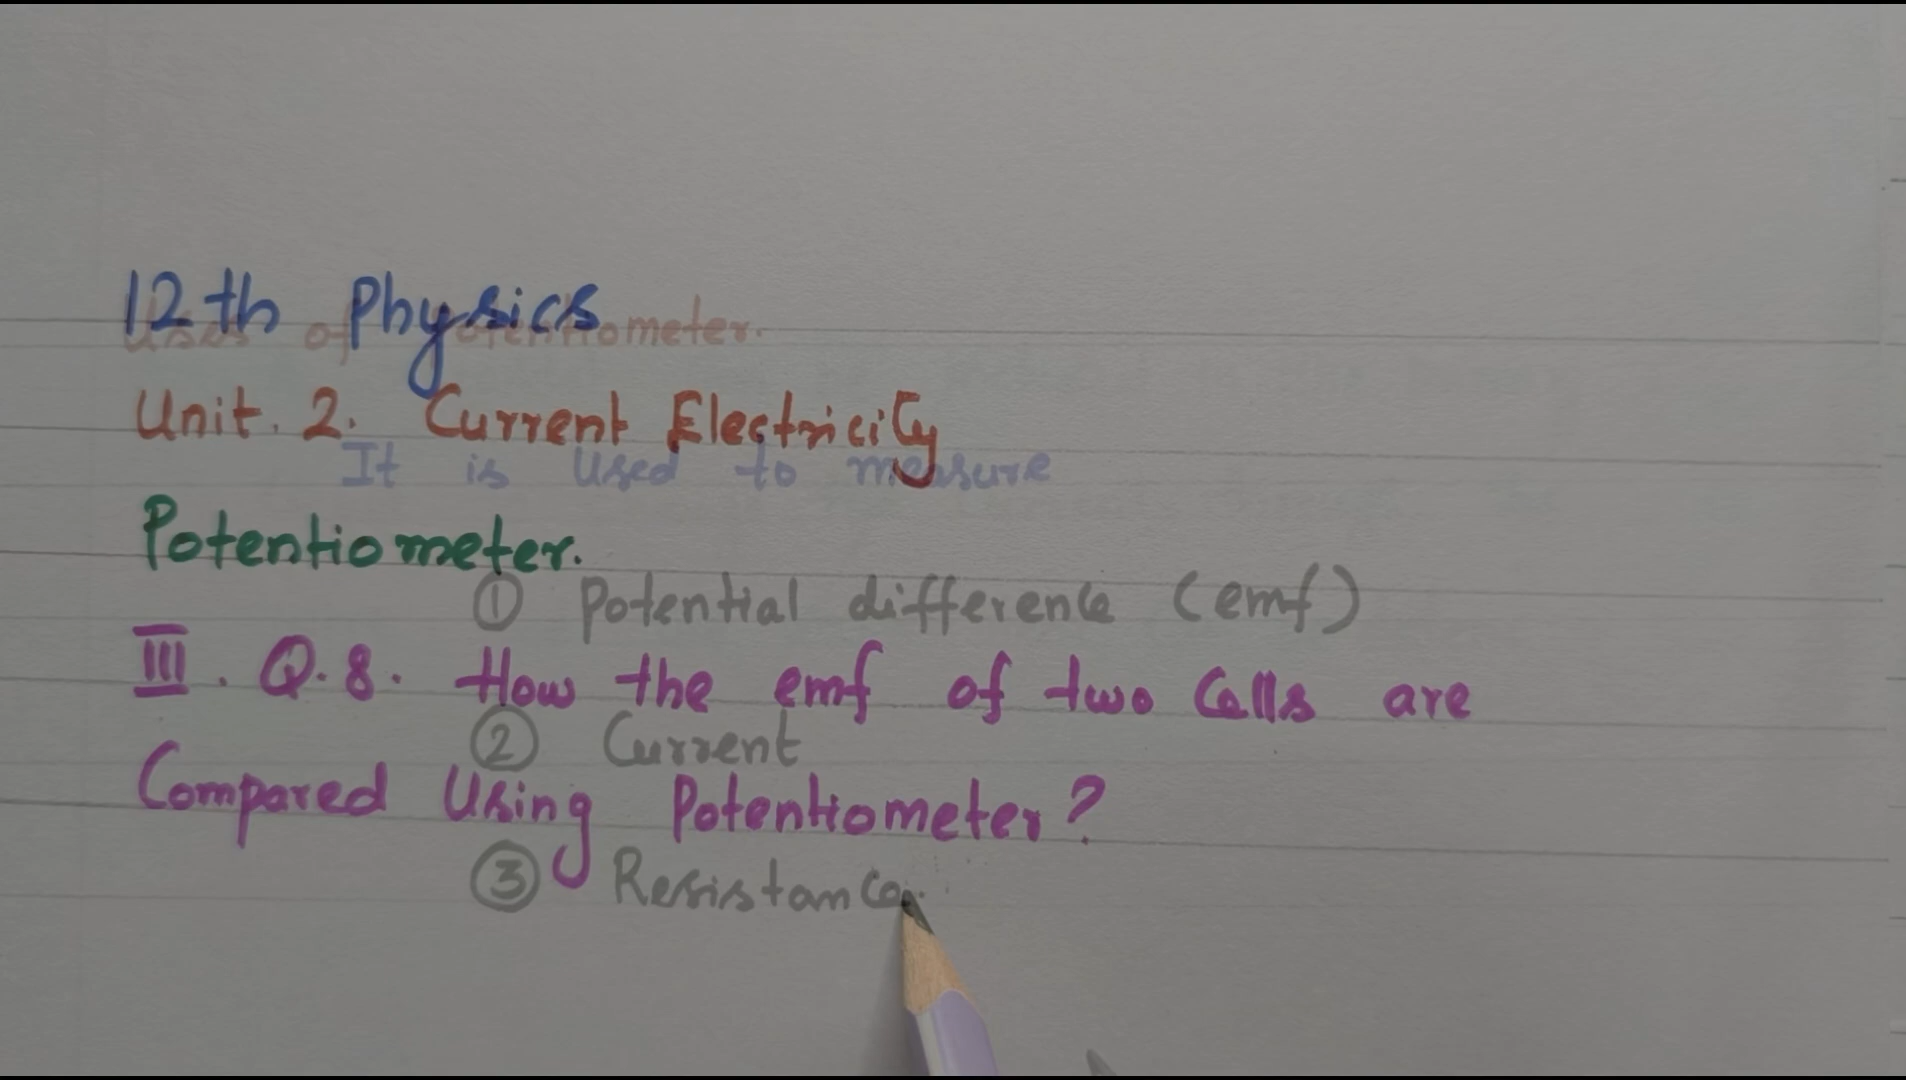 12th Physics
Uses of Potentiometer.
Unit. 2. Current Electricity
It is Used to measure
Potentiometer.
① Potential difference (emf)
III. Q.8. How the emf of two Cells are
② Current
Compared Using Potentiometer?
③ Resistance.